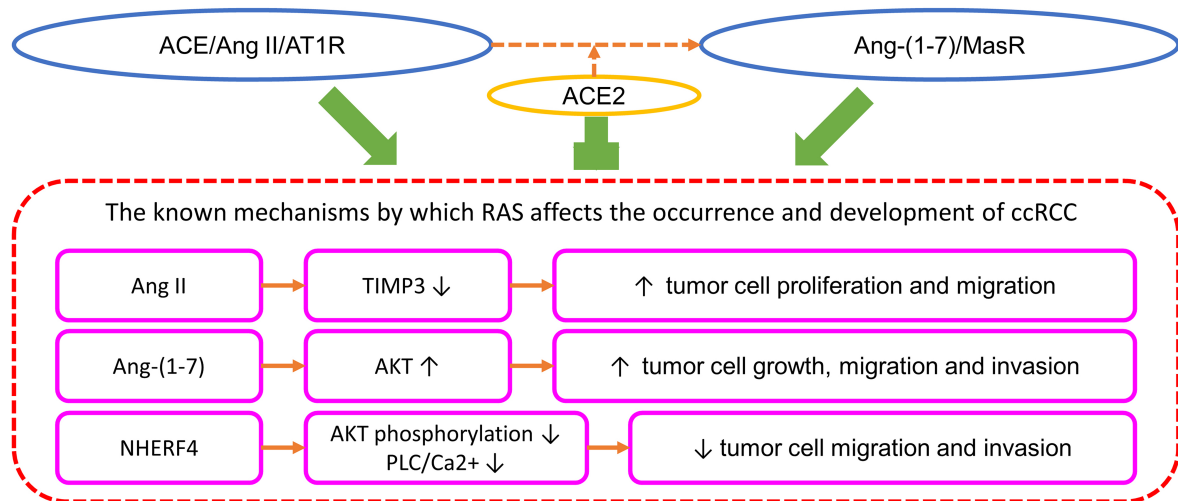 ACE/Ang II/AT1R
Ang-(1-7)/MasR
ACE2
The known mechanisms by which RAS affects the occurrence and development of ccRCC
Ang II
TIMP3 ↓
↑ tumor cell proliferation and migration
Ang-(1-7)
AKT ↑
↑ tumor cell growth, migration and invasion
NHERF4
AKT phosphorylation ↓
PLC/Ca2+ ↓
↓ tumor cell migration and invasion